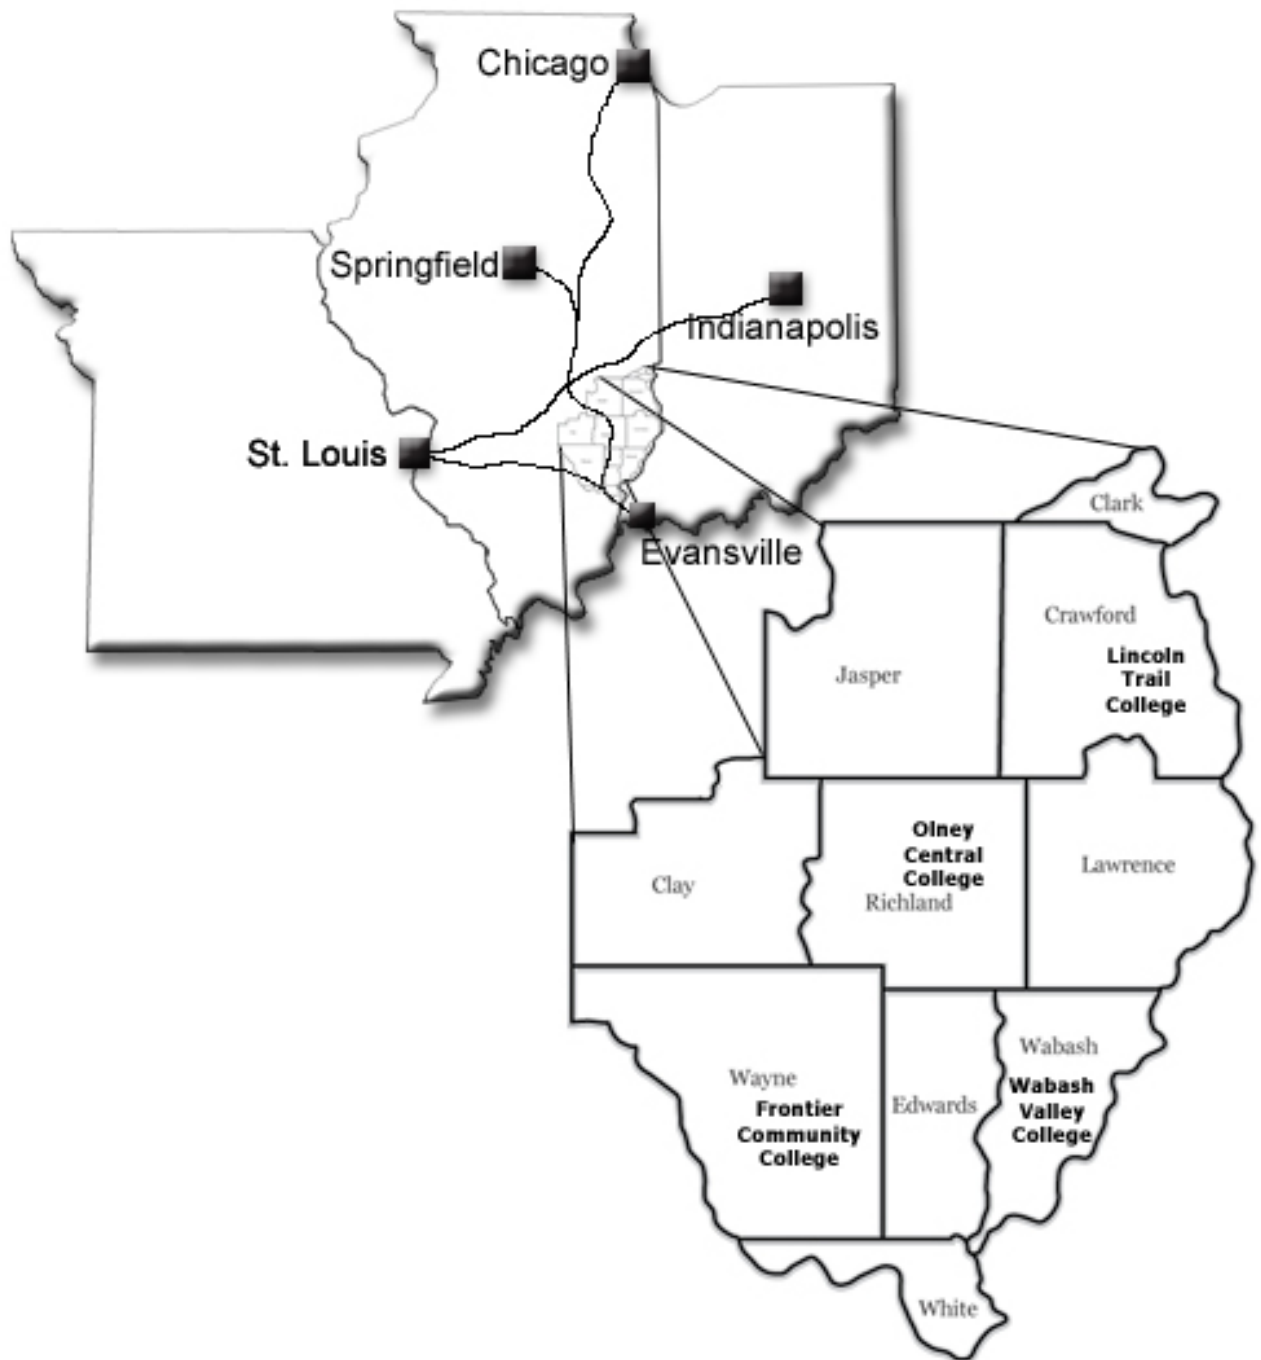 Chicago
Springfield
Indianapolis
St. Louis
Evansville
Clark
Crawford
Lincoln
Trail
College
Jasper
Olney
Central
College
Richland
Lawrence
Clay
Wabash
Wabash
Valley
College
Wayne
Frontier
Community
College
Edwards
White